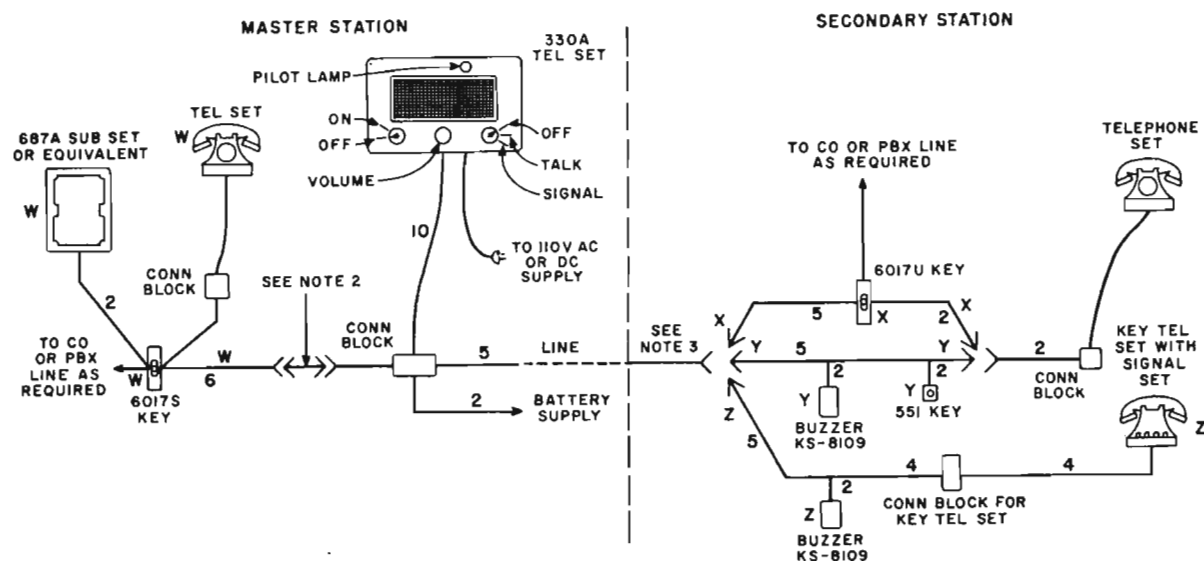 MASTER STATION
SECONDARY STATION
330A
TEL SET
PILOT LAMP
TEL SET
W
687A SUB SET
OR EQUIVALENT
W
ON
OFF
VOLUME
OFF
TALK
SIGNAL
TO CO OR PBX LINE
AS REQUIRED
TELEPHONE
SET
10
TO 110V AC
OR DC
SUPPLY
CONN
BLOCK
2
SEE NOTE 2
CONN
BLOCK
TO CO
OR PBX
LINE AS
REQUIRED
W
6017S
KEY
W
6
5
LINE
2
BATTERY
SUPPLY
SEE
NOTE 3
6017U KEY
X
5
X
2
X
Y
5
Y
2
2
Y
BUZZER
KS-8109
Y
551 KEY
2
CONN
BLOCK
KEY TEL
SET WITH
SIGNAL
SET
Z
Z
5
2
4
4
CONN BLOCK FOR
KEY TEL SET
Z
BUZZER
KS-8109